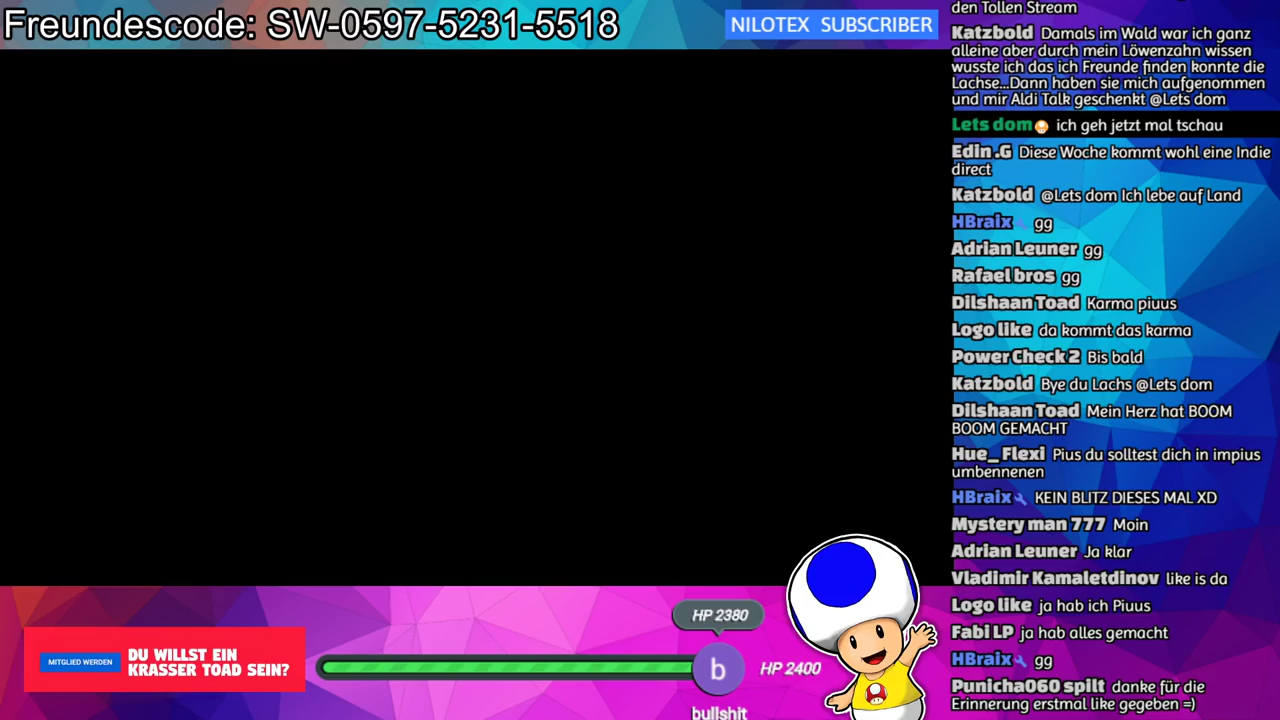 Freundescode: SW-0597-5231-5518
NILOTEX SUBSCRIBER
den Tollen Stream
Katzbold Damals im Wald war ich ganz
alleine aber durch mein Löwenzahn wissen
wusste ich das ich Freunde finden konnte die
Lachse...Dann haben sie mich aufgenommen
und mir Aldi Talk geschenkt @Lets dom
Lets dom ich geh jetzt mal tschau
Edin .G Diese Woche kommt wohl eine Indie
direct
Katzbold @Lets dom Ich lebe auf Land
HBraix gg
Adrian Leuner gg
Rafael bros gg
Dilshaan Toad Karma piuus
Logo like da kommt das karma
Power Check 2 Bis bald
Katzbold Bye du Lachs @Lets dom
Dilshaan Toad Mein Herz hat BOOM
BOOM GEMACHT
Hue_Flexi Pius du solltest dich in impius
umbennenen
HBraix KEIN BLITZ DIESES MAL XD
Mystery man 777 Moin
Adrian Leuner Ja klar
Vladimir Kamaletdinov like is da
Logo like ja hab ich Piuus
Fabi LP ja hab alles gemacht
HBraix gg
Punicha060 spilt danke für die
Erinnerung erstmal like gegeben =)
MITGLIED WERDEN
DU WILLST EIN
KRASSER TOAD SEIN?
HP 2380
b
HP 2400
bullshit